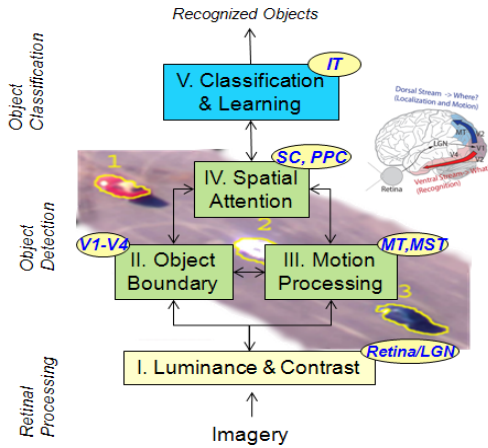 Recognized Objects
Object
Classification
IT
V. Classification
& Learning
Dorsal Stream -> Where?
(Localization and Motion)
MT
V2
V1
V2
LGN
V4
Retina
Ventral Stream -> What
(Recognition)
1
SC, PPC
IV. Spatial
Attention
Object
Detection
2
V1-V4
MT,MST
II. Object
Boundary
III. Motion
Processing
3
Retina/LGN
Retinal
Processing
I. Luminance & Contrast
Imagery